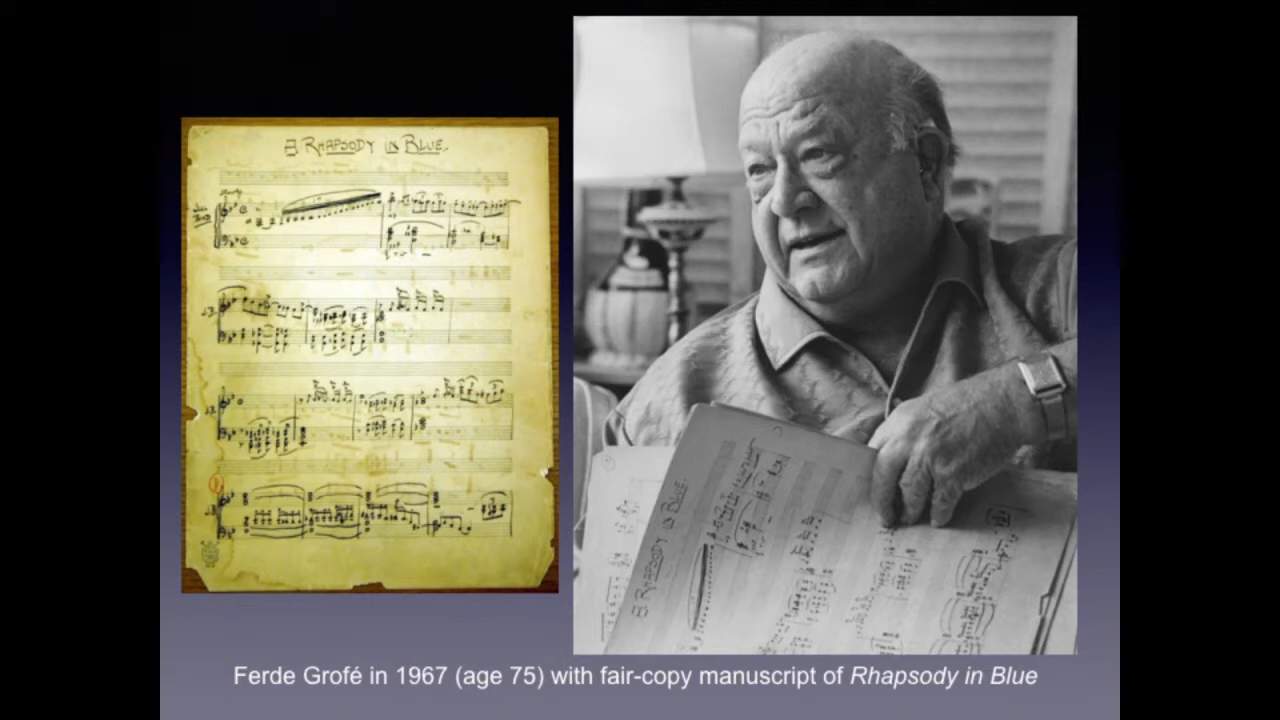 A RHAPSODY IN BLUE.
A RHAPSODY IN BLUE
Ferde Grofé in 1967 (age 75) with fair-copy manuscript of Rhapsody in Blue